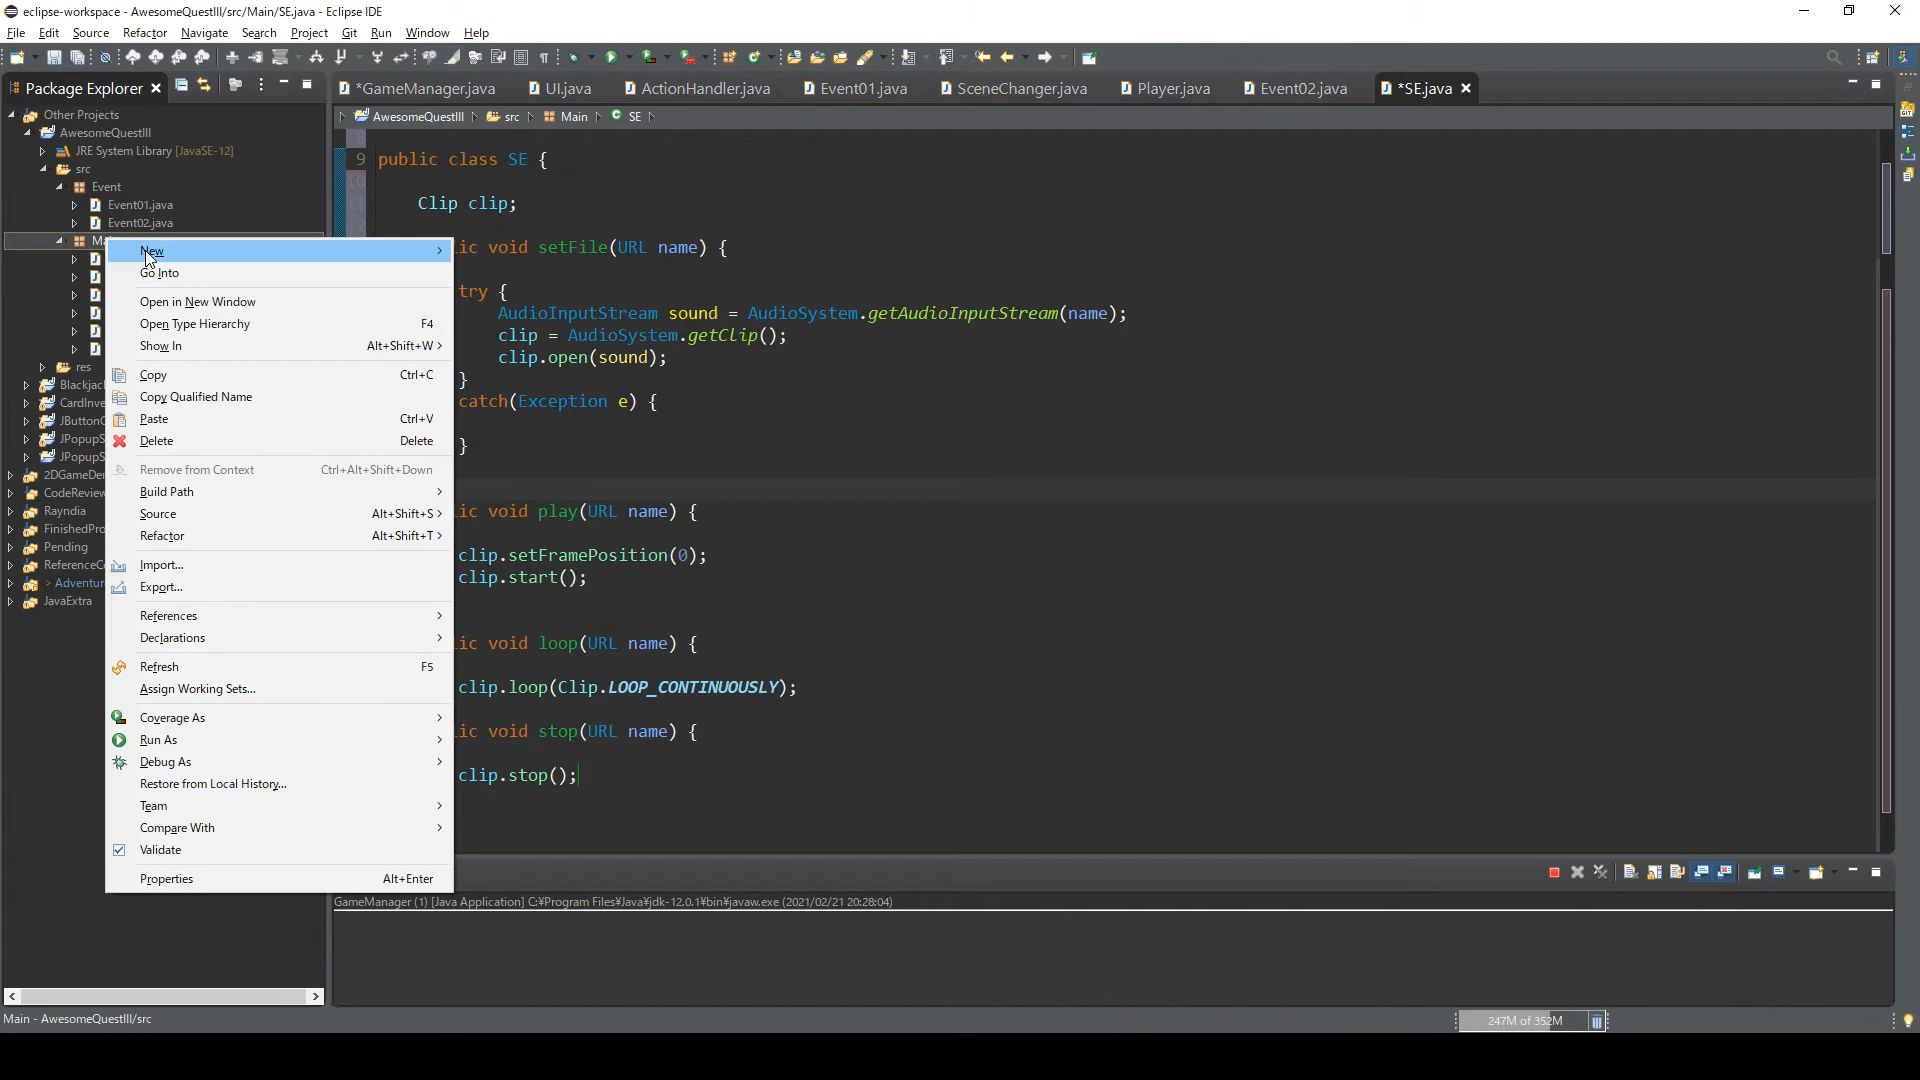 eclipse-workspace - AwesomeQuestIII/src/Main/SE.java - Eclipse IDE
File Edit Source Refactor Navigate Search Project Git Run Window Help
Package Explorer
*GameManager.java UI.java ActionHandler.java Event01.java SceneChanger.java Player.java Event02.java *SE.java
AwesomeQuestIII src Main SE
Other Projects
AwesomeQuestIII
JRE System Library [JavaSE-12]
src
Event
Event01.java
Event02.java
Ma
res
Blackjac
CardInve
JButtonC
JPopupS
JPopupS
2DGameDe
CodeReview
Rayndia
FinishedPro
Pending
ReferenceC
> Adventur
JavaExtra
New
Go Into
Open in New Window
Open Type Hierarchy F4
Show In Alt+Shift+W >
Copy Ctrl+C
Copy Qualified Name
Paste Ctrl+V
Delete Delete
Remove from Context Ctrl+Alt+Shift+Down
Build Path
Source Alt+Shift+S >
Refactor Alt+Shift+T >
Import...
Export...
References
Declarations
Refresh F5
Assign Working Sets...
Coverage As
Run As
Debug As
Restore from Local History...
Team
Compare With
Validate
Properties Alt+Enter
9 public class SE {
10
Clip clip;
ic void setFile(URL name) {
try {
AudioInputStream sound = AudioSystem.getAudioInputStream(name);
clip = AudioSystem.getClip();
clip.open(sound);
}
catch(Exception e) {
}
ic void play(URL name) {
clip.setFramePosition(0);
clip.start();
ic void loop(URL name) {
clip.loop(Clip.LOOP_CONTINUOUSLY);
ic void stop(URL name) {
clip.stop();
GameManager (1) [Java Application] C:¥Program Files¥Java¥jdk-12.0.1¥bin¥javaw.exe (2021/02/21 20:28:04)
Main - AwesomeQuestIII/src
247M of 352M